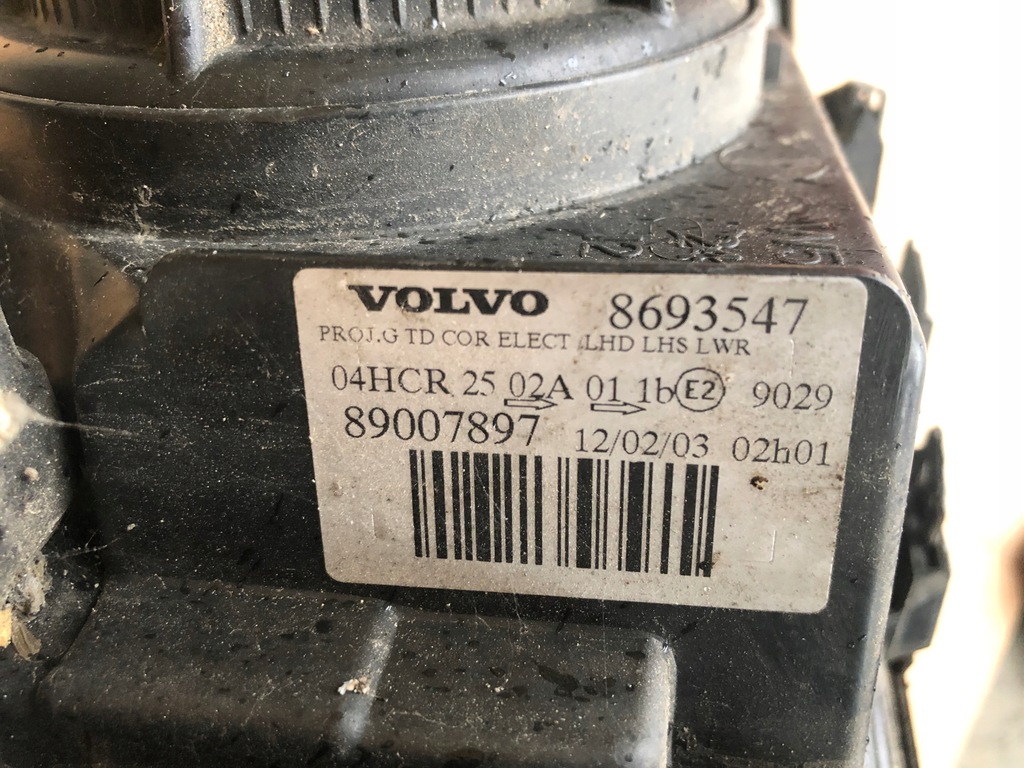 VOLVO 8693547
PROJ.G TD COR ELECT .LHD LHS LWR
04HCR 25 02A 01 1b E2 9029
89007897 12/02/03 02h01